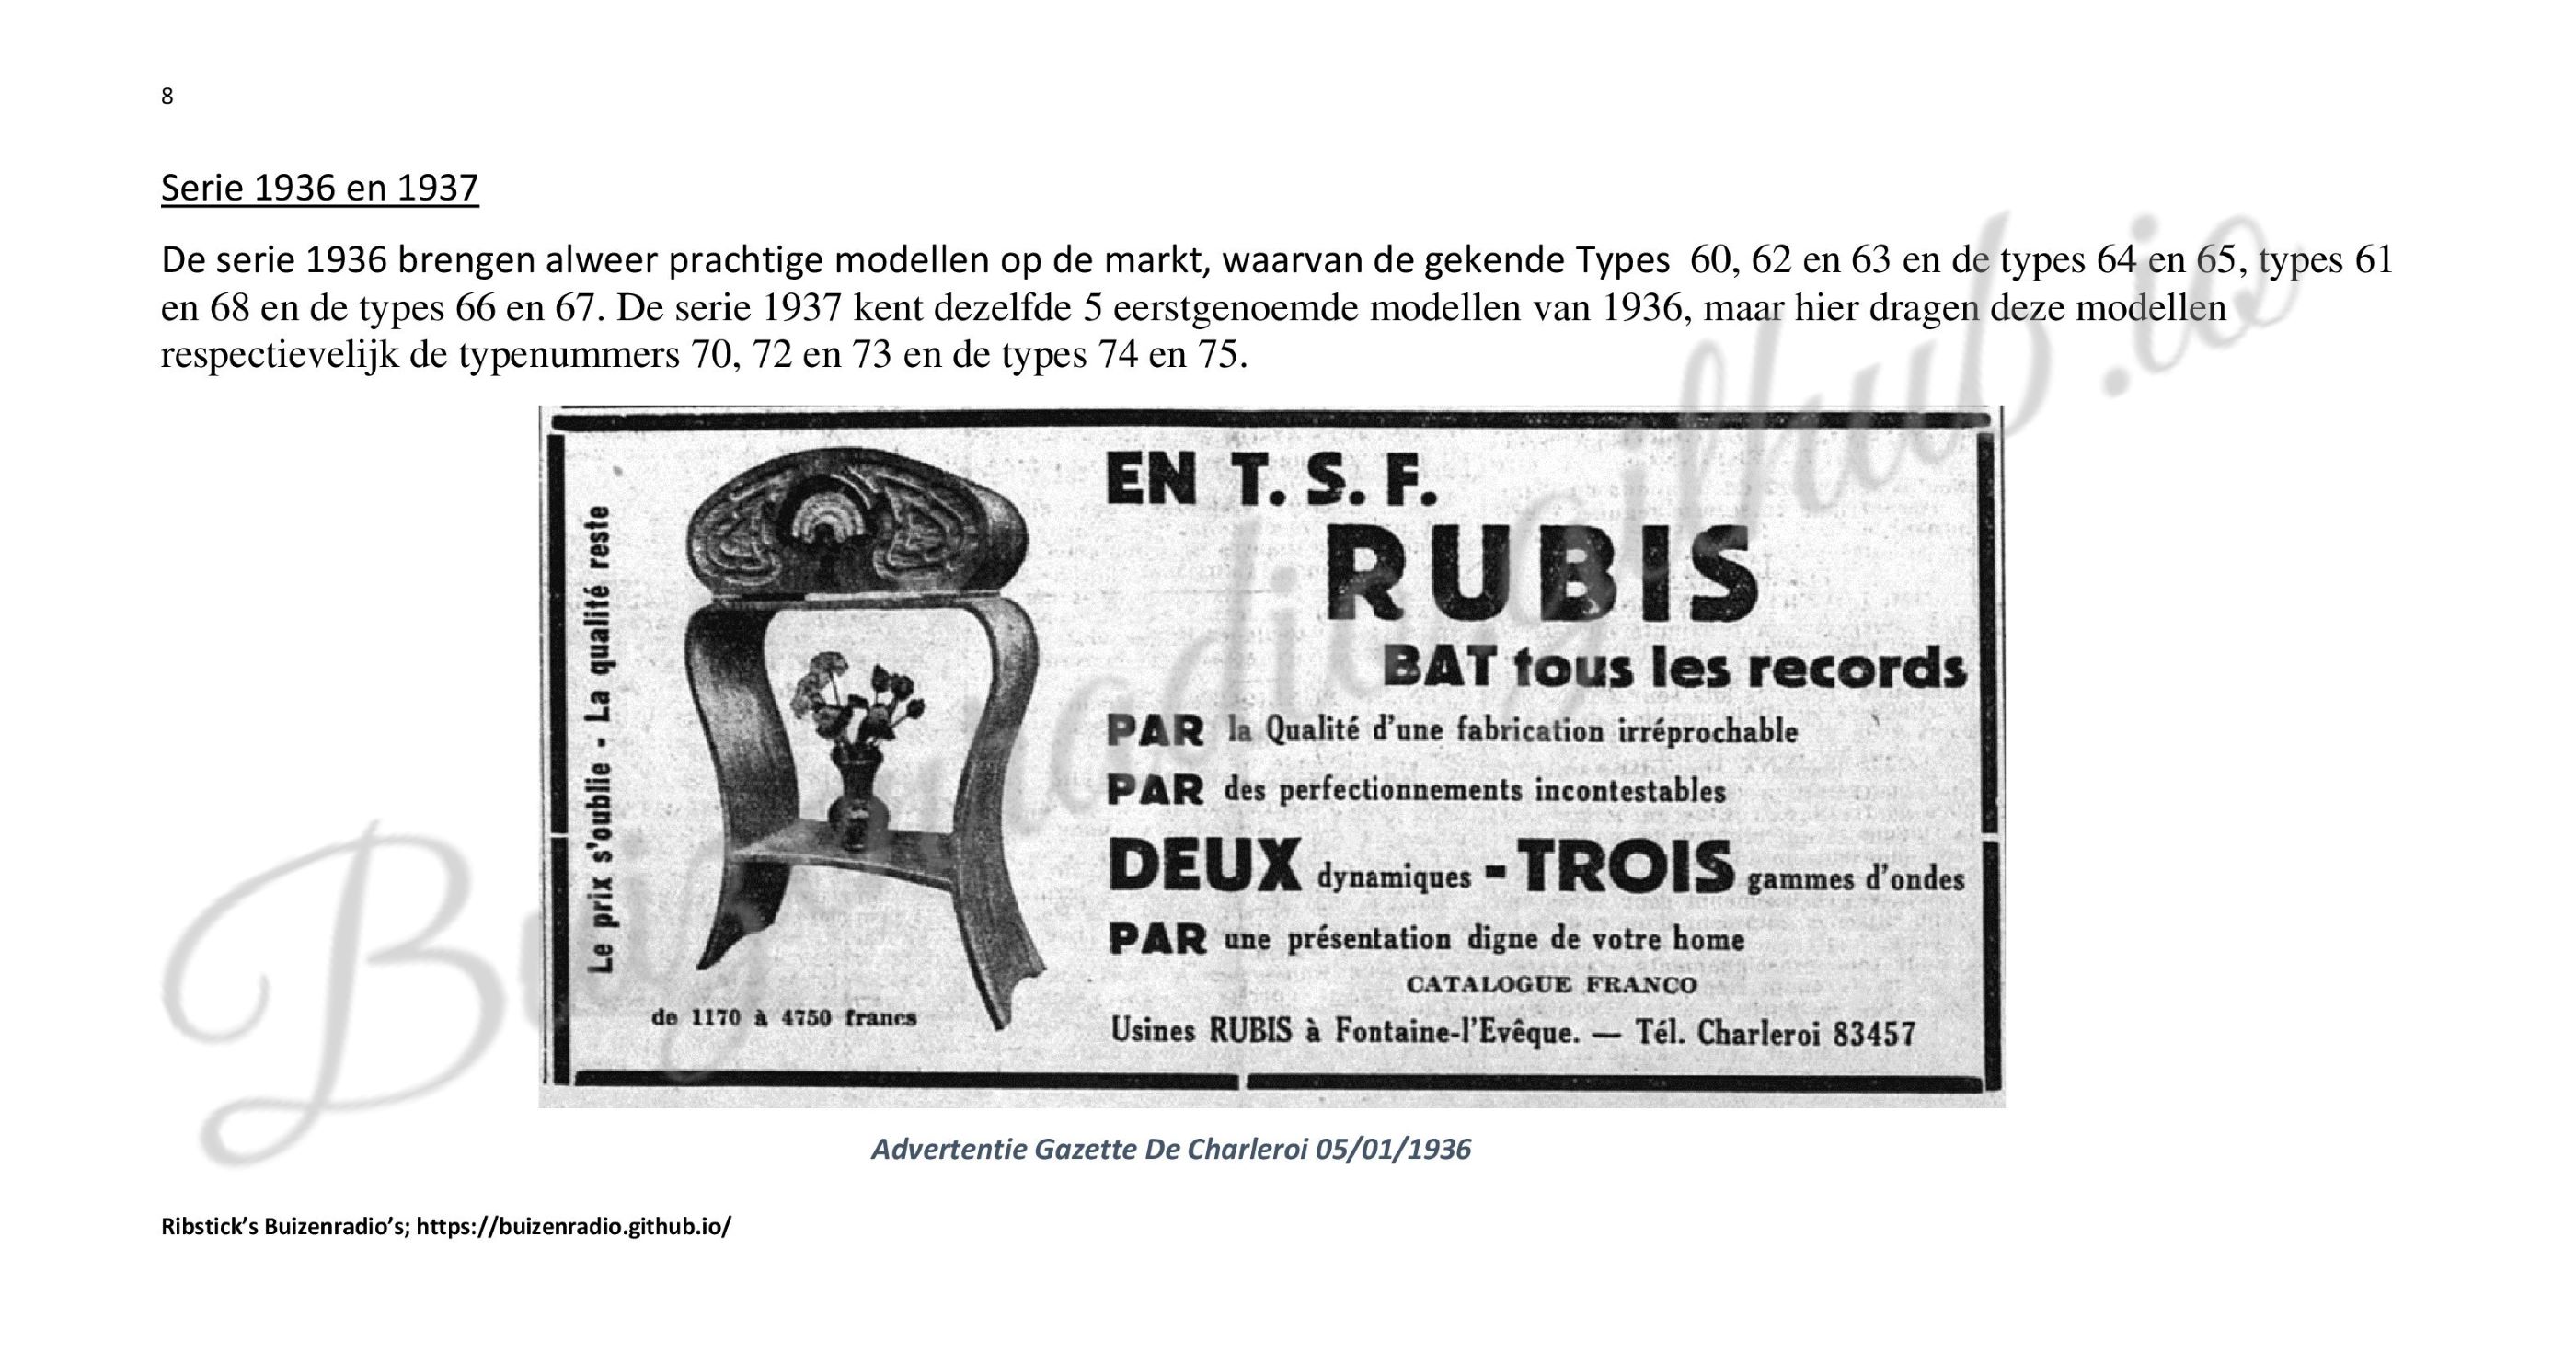 8
Serie 1936 en 1937
De serie 1936 brengen alweer prachtige modellen op de markt, waarvan de gekende Types 60, 62 en 63 en de types 64 en 65, types 61
en 68 en de types 66 en 67. De serie 1937 kent dezelfde 5 eerstgenoemde modellen van 1936, maar hier dragen deze modellen
respectievelijk de typenummers 70, 72 en 73 en de types 74 en 75.
Le prix s'oublie - La qualité reste
de 1170 à 4750 francs
EN T. S. F.
RUBIS
BAT tous les records
PAR la Qualité d'une fabrication irréprochable
PAR des perfectionnements incontestables
DEUX dynamiques - TROIS gammes d'ondes
PAR une présentation digne de votre home
CATALOGUE FRANCO
Usines RUBIS à Fontaine-l'Evêque. — Tél. Charleroi 83457
Advertentie Gazette De Charleroi 05/01/1936
Ribstick’s Buizenradio’s; https://buizenradio.github.io/
Buizenradio.github.io